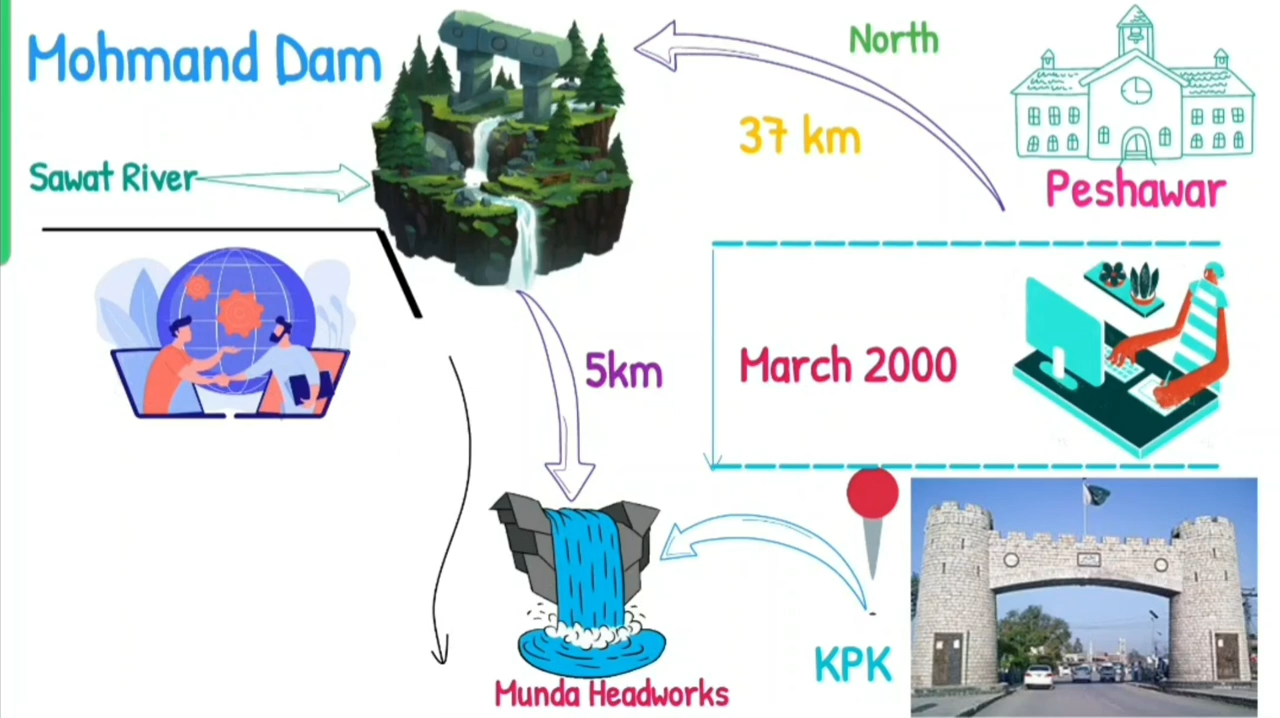 Mohmand Dam
North
37 km
Sawat River
Peshawar
5km
March 2000
KPK
Munda Headworks